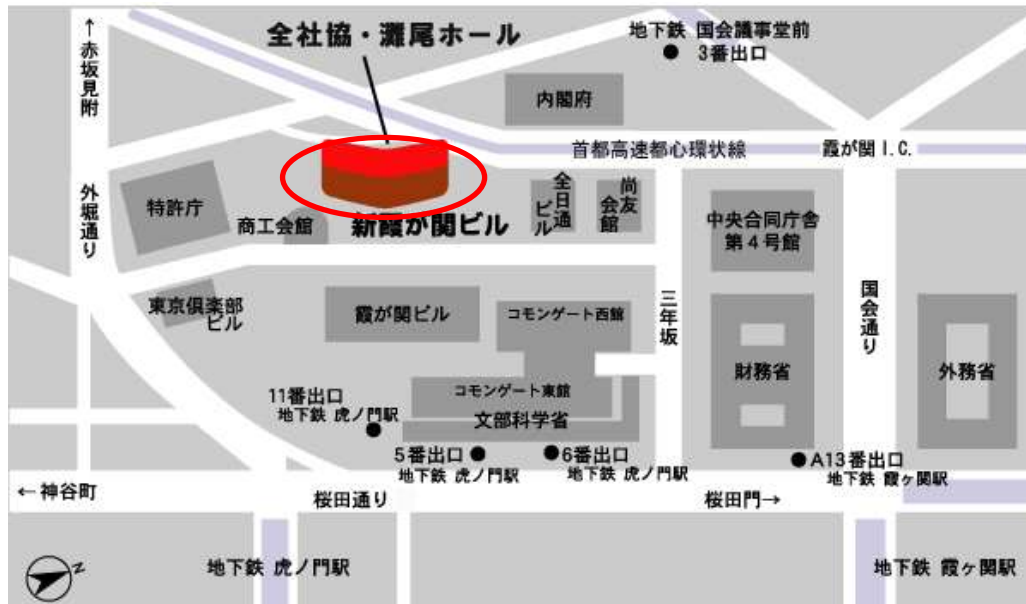 ↑赤坂見附
全社協・灘尾ホール
地下鉄 国会議事堂前
3番出口
内閣府
首都高速都心環状線
霞が関 I.C.
外堀通り
特許庁
商工会館
新霞が関ビル
全日通
ビル
尚友
会館
中央合同庁舎
第4号館
東京倶楽部
ビル
霞が関ビル
コモンゲート西館
三年坂
国会通り
財務省
外務省
コモンゲート東館
文部科学省
11番出口
地下鉄 虎ノ門駅
5番出口
地下鉄 虎ノ門駅
6番出口
地下鉄 虎ノ門駅
A13番出口
地下鉄 霞ヶ関駅
←神谷町
桜田通り
桜田門→
Z
地下鉄 虎ノ門駅
地下鉄 霞ヶ関駅